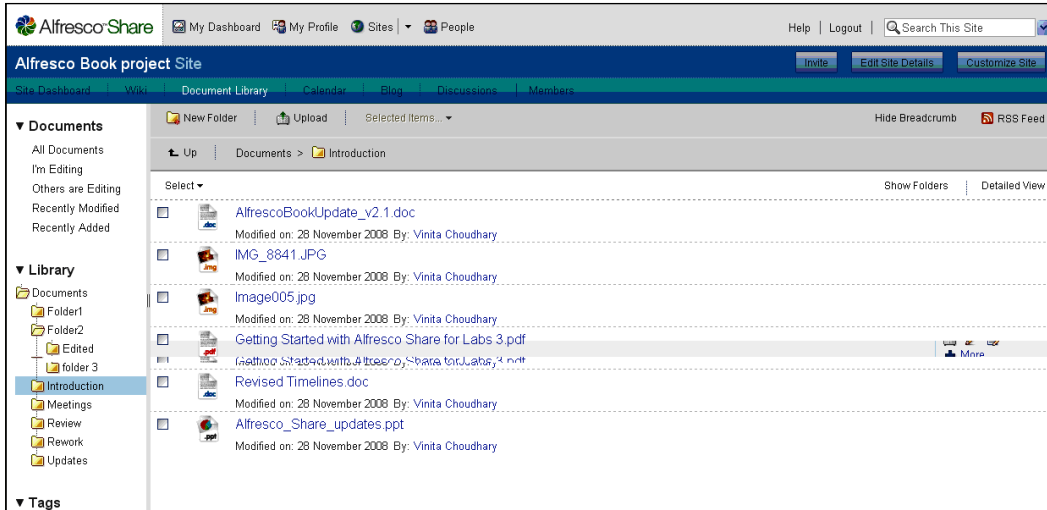 Alfresco Share My Dashboard My Profile Sites People Help | Logout | Search This Site
Alfresco Book project Site Invite Edit Site Details Customize Site
Site Dashboard Wiki Document Library Calendar Blog Discussions Members
▼ Documents
All Documents
I'm Editing
Others are Editing
Recently Modified
Recently Added
▼ Library
Documents
Folder1
Folder2
Edited
folder 3
Introduction
Meetings
Review
Rework
Updates
▼ Tags
New Folder Upload Selected Items... Hide Breadcrumb RSS Feed
Up Documents > Introduction
Select Show Folders Detailed View
AlfrescoBookUpdate_v2.1.doc
Modified on: 28 November 2008 By: Vinita Choudhary
IMG_8841.JPG
Modified on: 28 November 2008 By: Vinita Choudhary
Image005.jpg
Modified on: 28 November 2008 By: Vinita Choudhary
Getting Started with Alfresco Share for Labs 3.pdf
More
Revised Timelines.doc
Modified on: 28 November 2008 By: Vinita Choudhary
Alfresco_Share_updates.ppt
Modified on: 28 November 2008 By: Vinita Choudhary